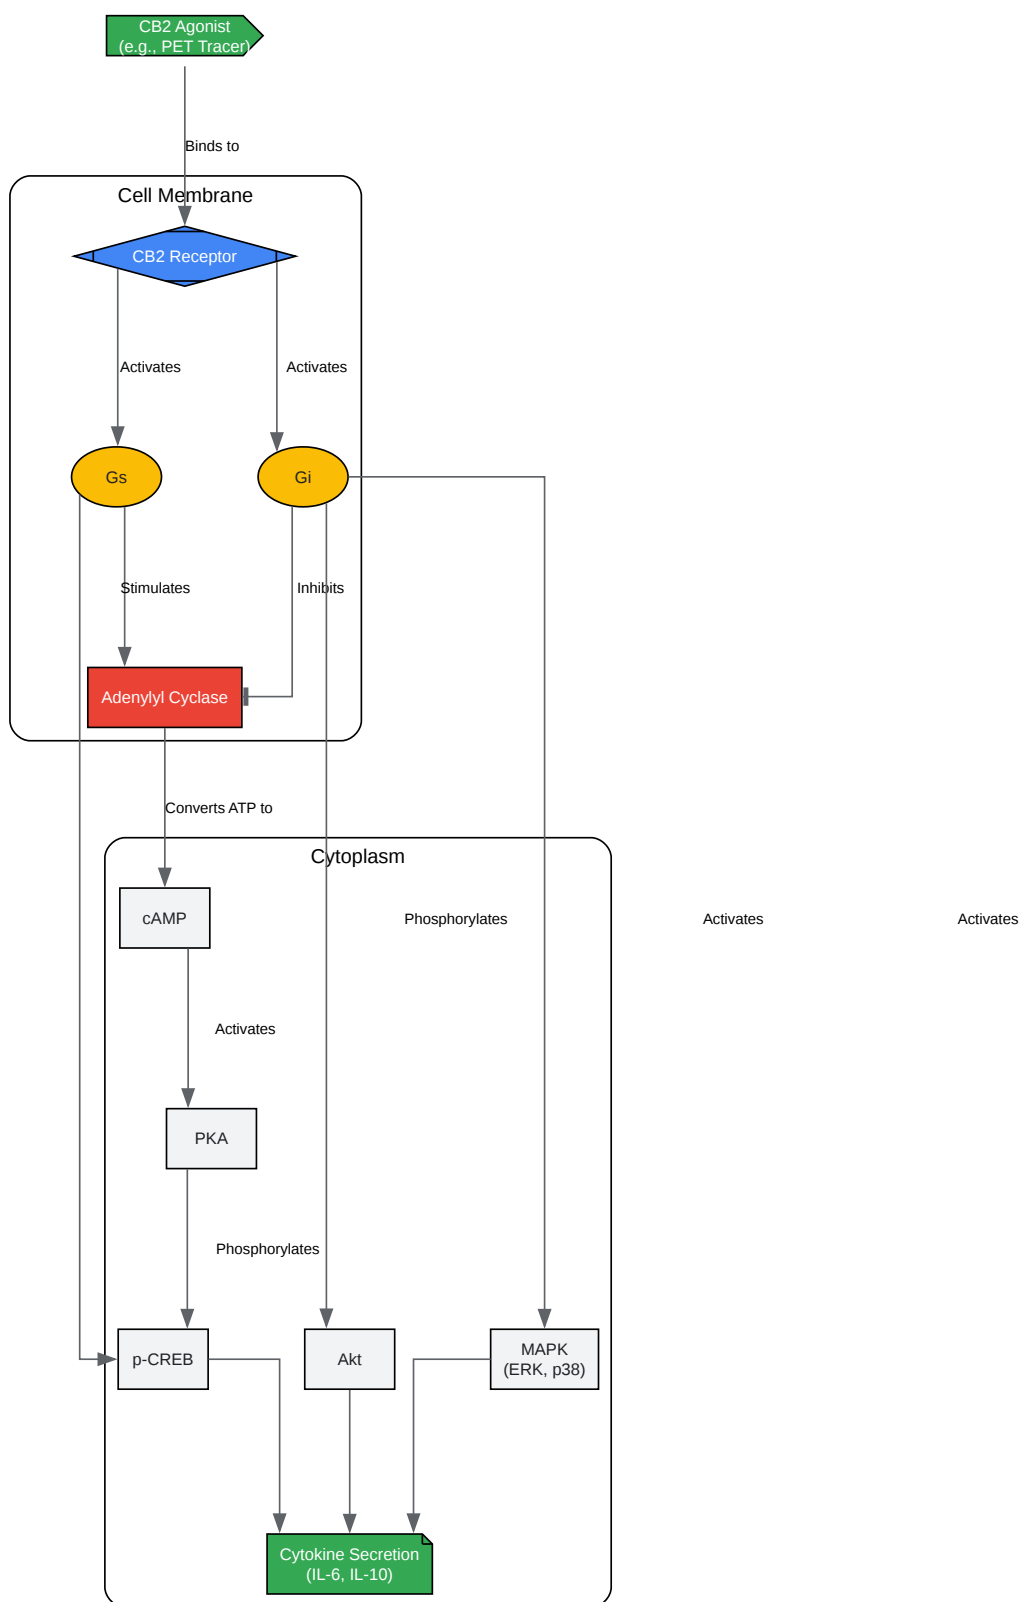 CB2 Agonist
(e.g., PET Tracer)
Binds to
Cell Membrane
CB2 Receptor
Activates
Activates
Gs
Gi
Stimulates
Inhibits
Adenylyl Cyclase
Converts ATP to
Cytoplasm
cAMP
Phosphorylates
Activates
Activates
Activates
PKA
Phosphorylates
p-CREB
Akt
MAPK
(ERK, p38)
Cytokine Secretion
(IL-6, IL-10)